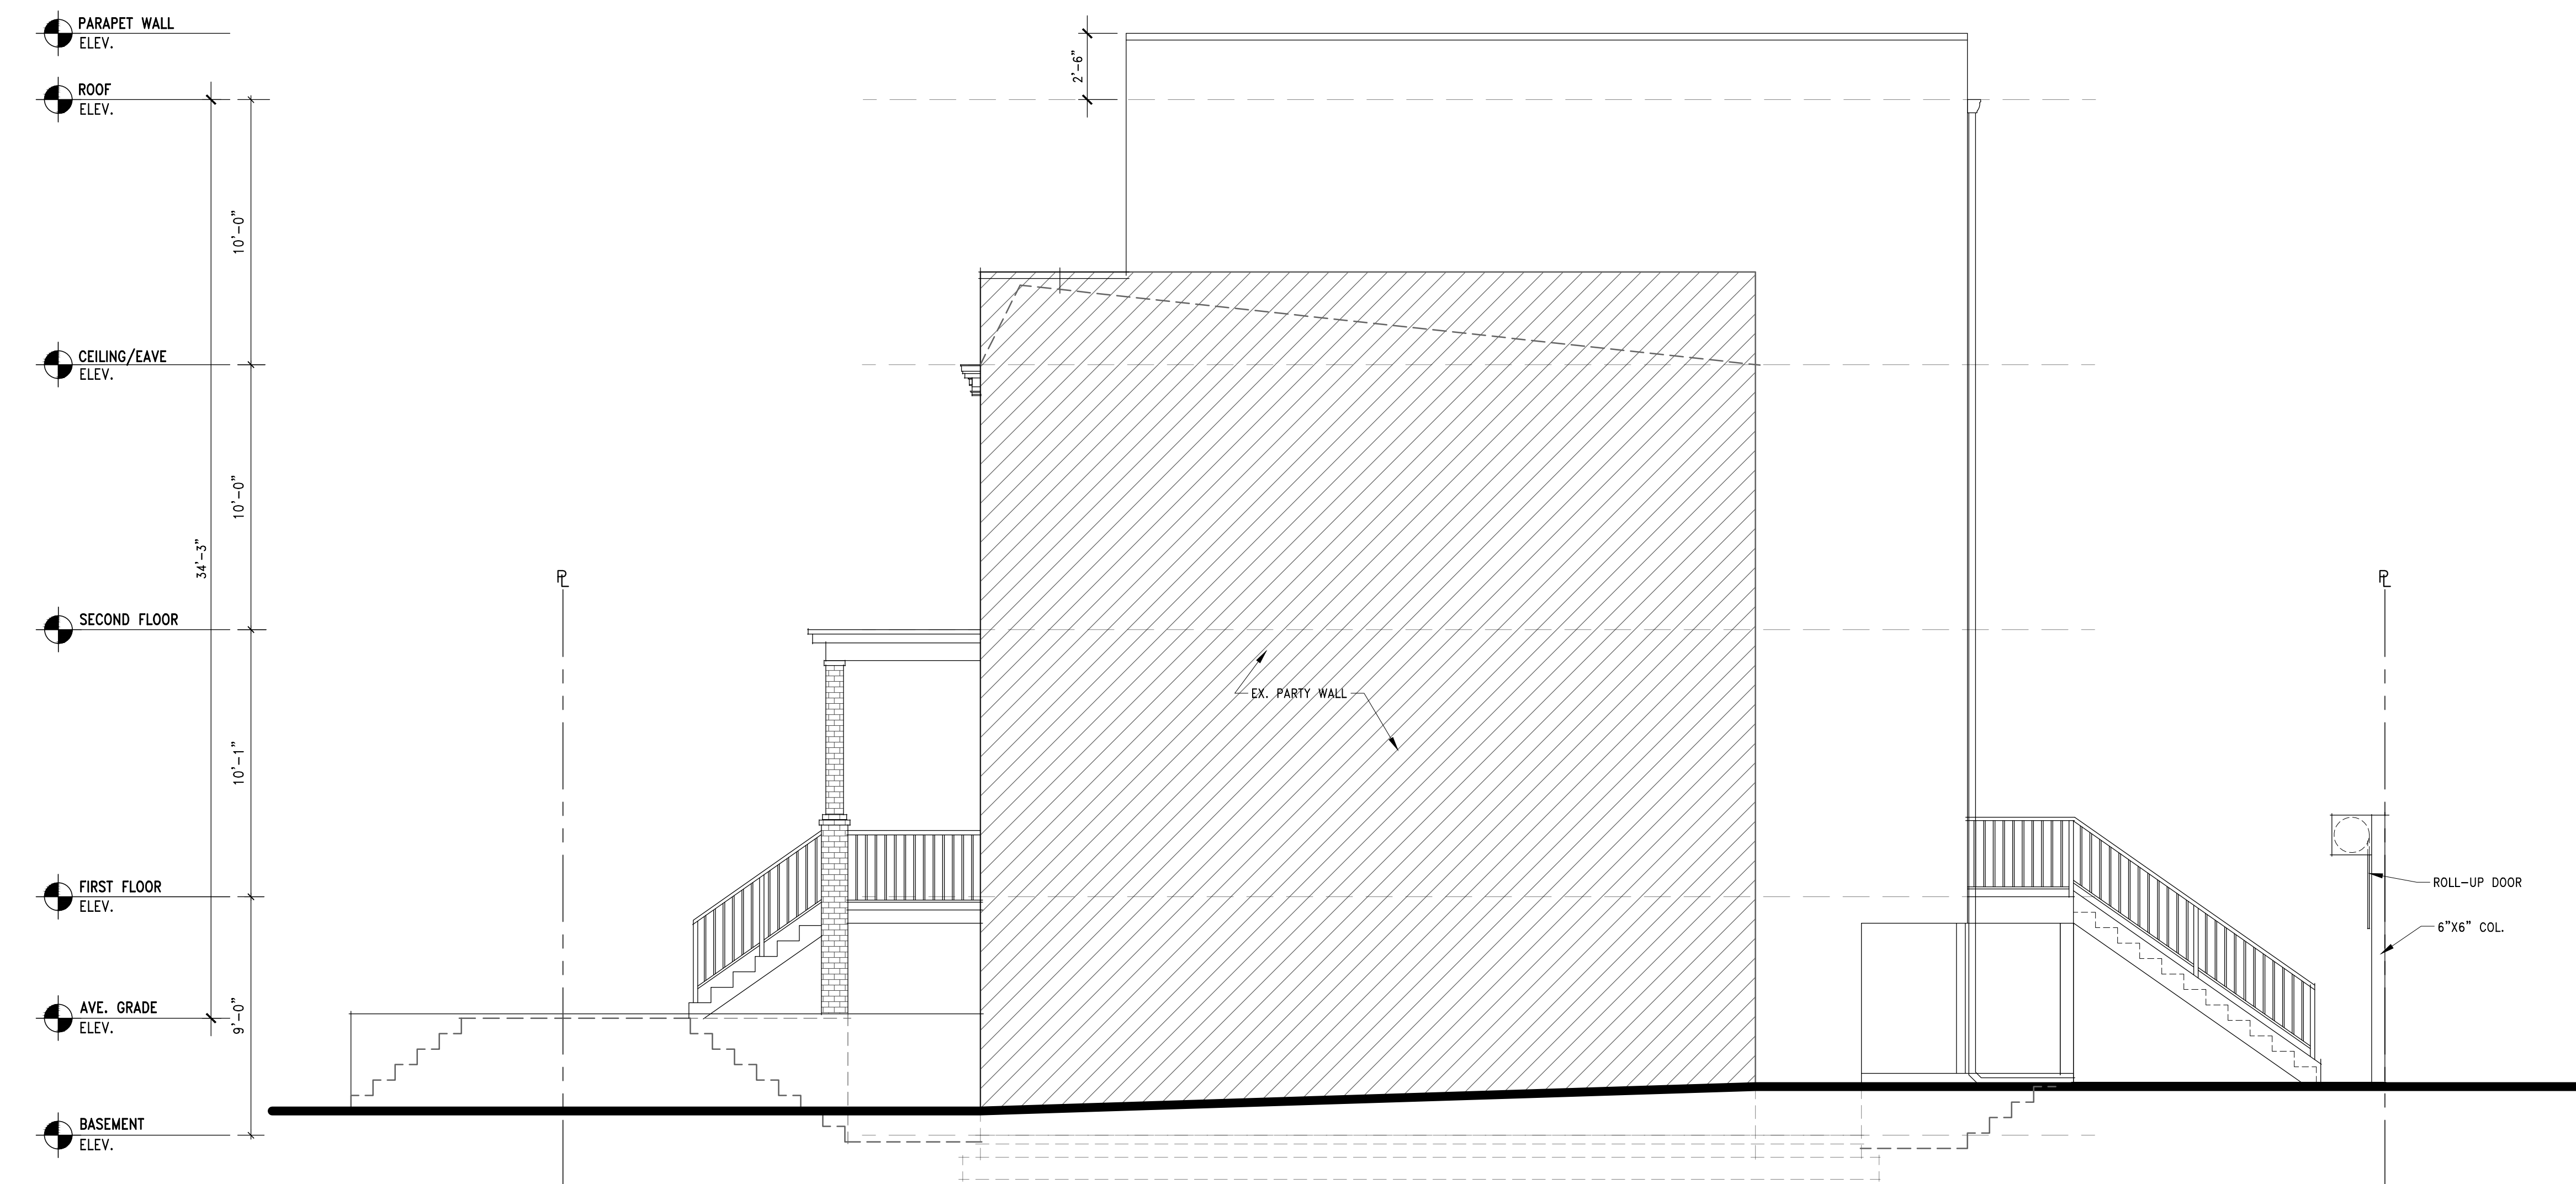 PARAPET WALL
ELEV.
2'-6"
ROOF
ELEV.
10'-0"
CEILING/EAVE
ELEV.
10'-0"
34'-3"
PL
PL
SECOND FLOOR
EX. PARTY WALL
10'-1"
FIRST FLOOR
ELEV.
ROLL-UP DOOR
6"X6" COL.
AVE. GRADE
ELEV.
9'-0"
BASEMENT
ELEV.